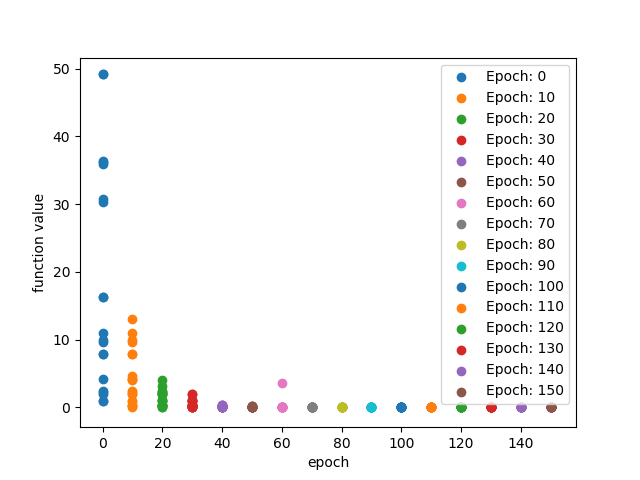 50
40
30
20
10
0
function value
0
20
40
60
80
100
120
140
epoch
Epoch: 0
Epoch: 10
Epoch: 20
Epoch: 30
Epoch: 40
Epoch: 50
Epoch: 60
Epoch: 70
Epoch: 80
Epoch: 90
Epoch: 100
Epoch: 110
Epoch: 120
Epoch: 130
Epoch: 140
Epoch: 150